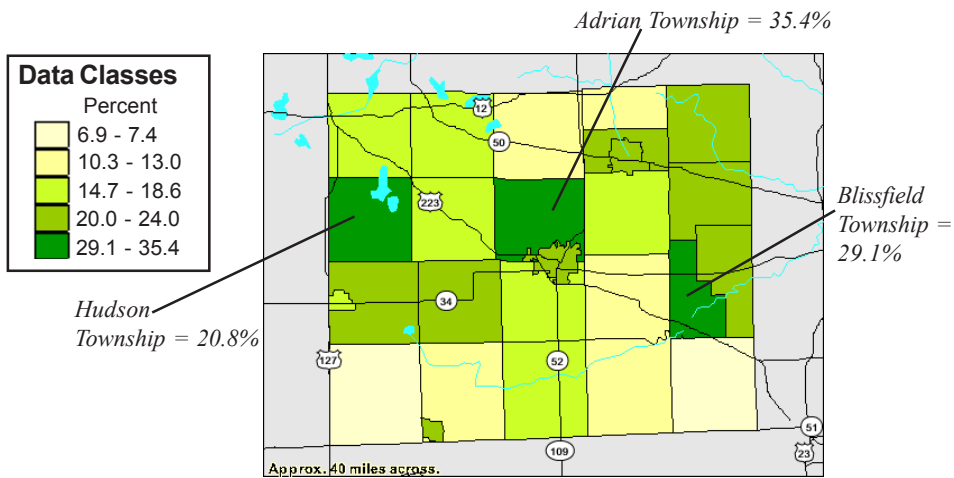 Adrian Township = 35.4%
Data Classes
Percent
6.9 - 7.4
10.3 - 13.0
14.7 - 18.6
20.0 - 24.0
29.1 - 35.4
12
50
223
Blissfield
Township =
29.1%
34
Hudson
Township = 20.8%
127
52
51
109
23
Approx. 40 miles across.